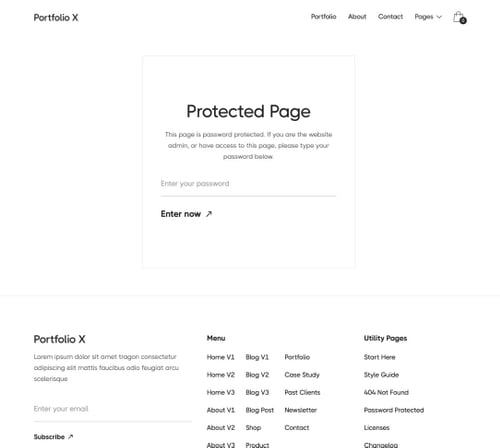 Portfolio X
Portfolio About Contact Pages
0
Protected Page
This page is password protected. If you are the website
admin, or have access to this page, please type your
password below.
Enter your password
Enter now
Portfolio X
Lorem ipsum dolor sit amet tragon consectetur
adipiscing elit mattis faucibus odio feugiat arcu
scelerisque
Enter your email
Subscribe
Menu
Home V1 Blog V1 Portfolio
Home V2 Blog V2 Case Study
Home V3 Blog V3 Past Clients
About V1 Blog Post Newsletter
About V2 Shop Contact
About V3 Product
Utility Pages
Start Here
Style Guide
404 Not Found
Password Protected
Licenses
Changelog